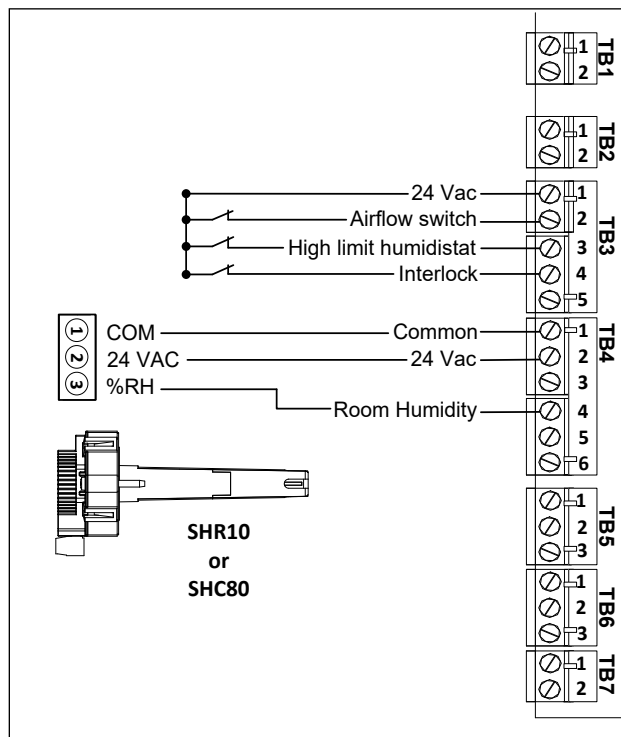 1
2
TB1
1
2
TB2
24 Vac 1
Airflow switch 2
High limit humidistat 3
Interlock 4
5
TB3
1 COM Common 1
2 24 VAC 24 Vac 2
3 %RH 3
Room Humidity 4
5
6
TB4
SHR10
or
SHC80
1
2
3
TB5
1
2
3
TB6
1
2
TB7